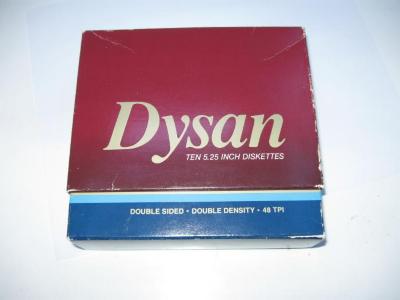 Dysan
TEN 5.25 INCH DISKETTES
DOUBLE SIDED • DOUBLE DENSITY • 48 TPI